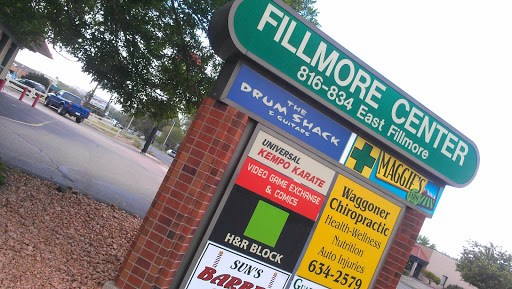 FILLMORE CENTER
816-834 East Fillmore
THE
DRUM SHACK
& GUITARS
MAGGIE'S
UNIVERSAL
KEMPO KARATE
VIDEO GAME EXCHANGE
& COMICS
H&R BLOCK
Waggoner
Chiropractic
Health-Wellness
Nutrition
Auto Injuries
634-2579
SUN'S